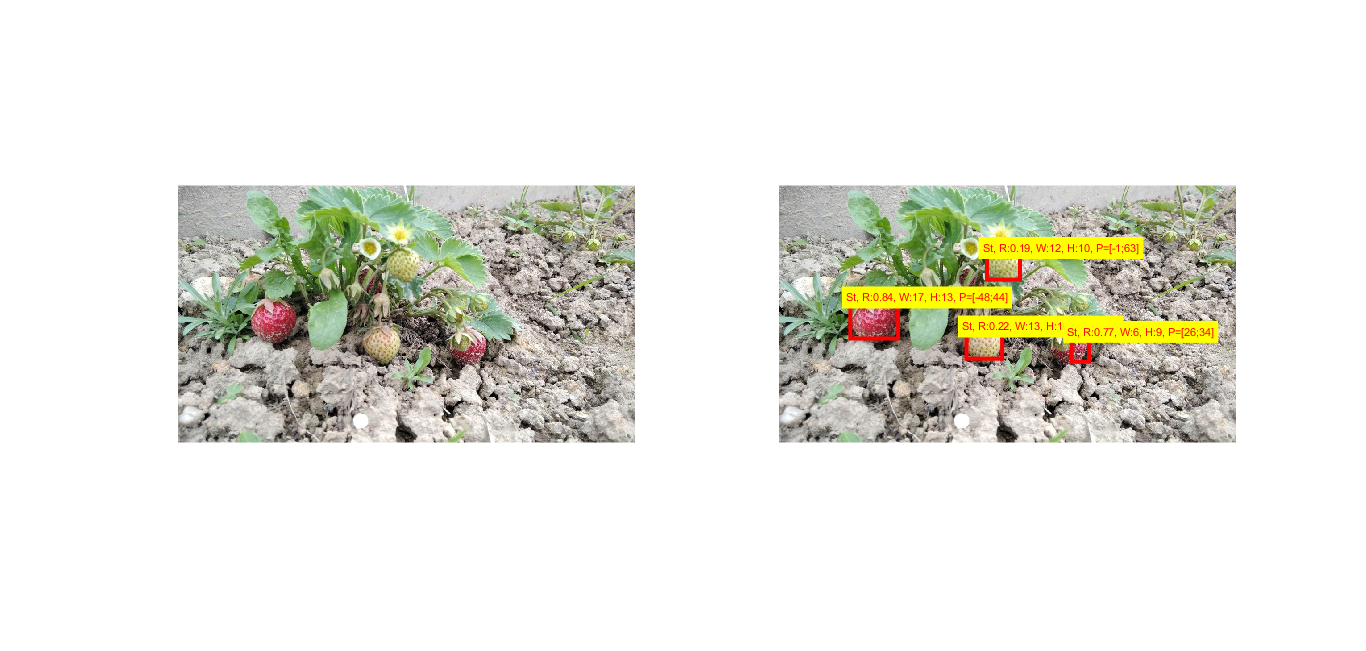 St, R:0.19, W:12, H:10, P=[-1;63]
St, R:0.84, W:17, H:13, P=[-48;44]
St, R:0.22, W:13, H:1
St, R:0.77, W:6, H:9, P=[26;34]